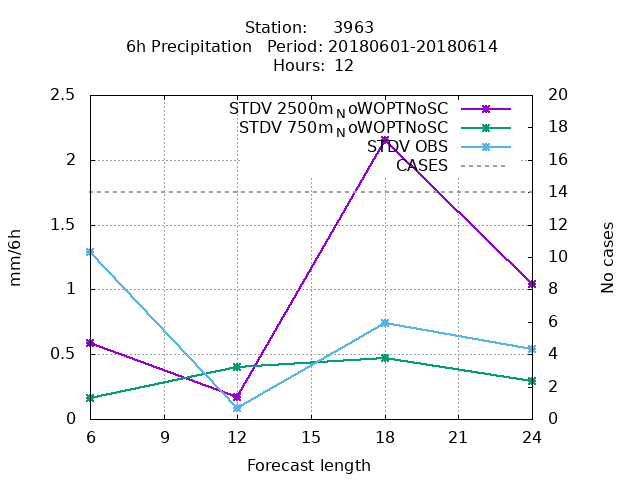 Station: 3963
6h Precipitation Period: 20180601-20180614
Hours: 12
2.5
2
1.5
1
0.5
0
mm/6h
STDV 2500m_NoWOPTNoSC
STDV 750m_NoWOPTNoSC
STDV OBS
CASES
20
18
16
14
12
10
8
6
4
2
0
No cases
6 9 12 15 18 21 24
Forecast length